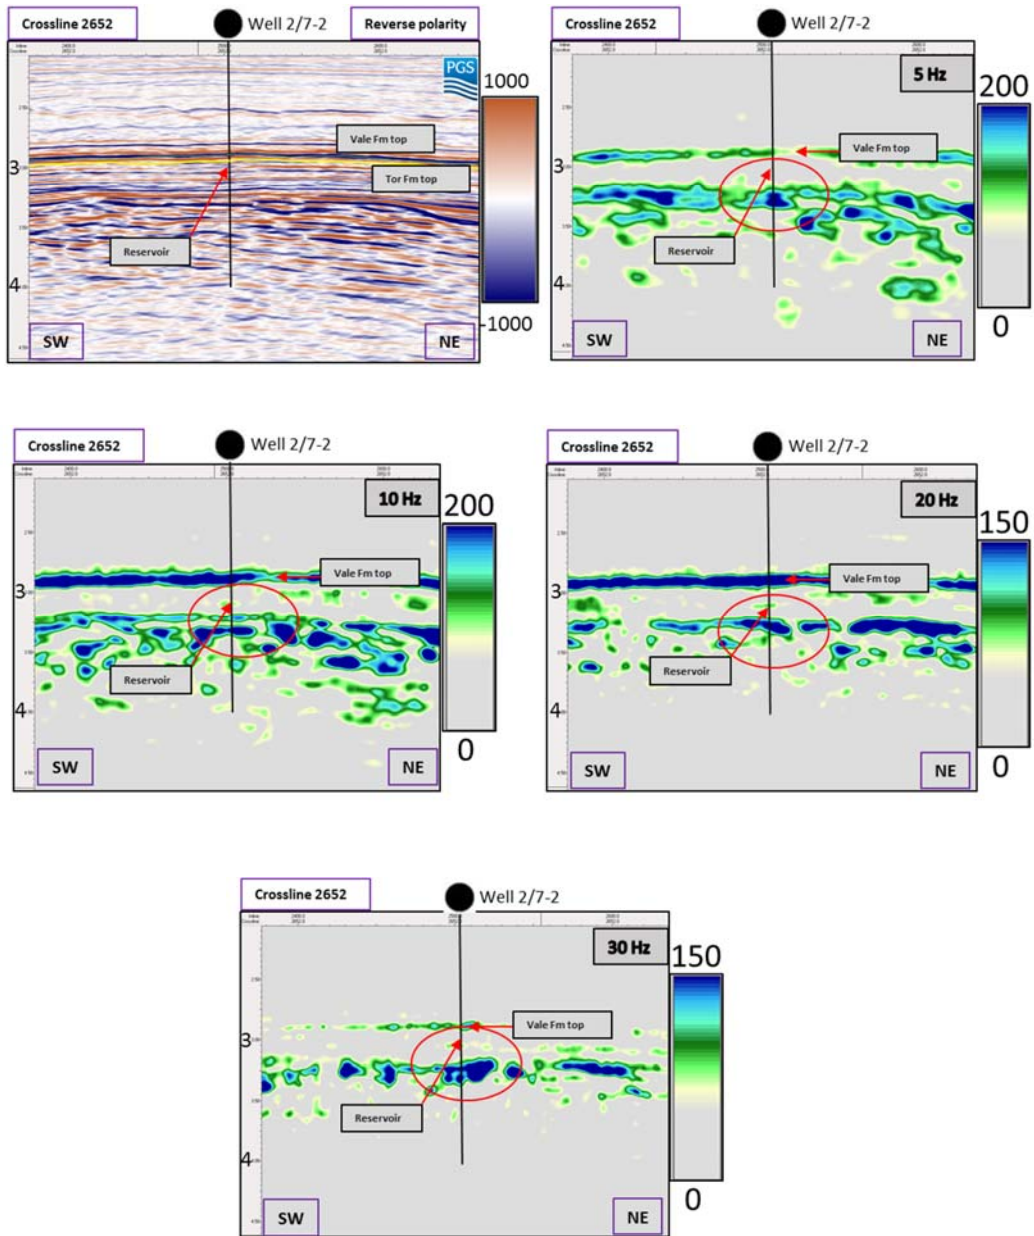 Crossline 2652
Well 2/7-2
Reverse polarity
PGS
1000
Vale Fm top
3
Tor Fm top
Reservoir
4
-1000
SW
NE
Crossline 2652
Well 2/7-2
5 Hz
200
Vale Fm top
3
Reservoir
4
0
SW
NE
Crossline 2652
Well 2/7-2
10 Hz
200
Vale Fm top
3
Reservoir
4
0
SW
NE
Crossline 2652
Well 2/7-2
20 Hz
150
Vale Fm top
3
Reservoir
4
0
SW
NE
Crossline 2652
Well 2/7-2
30 Hz
150
Vale Fm top
3
Reservoir
4
0
SW
NE